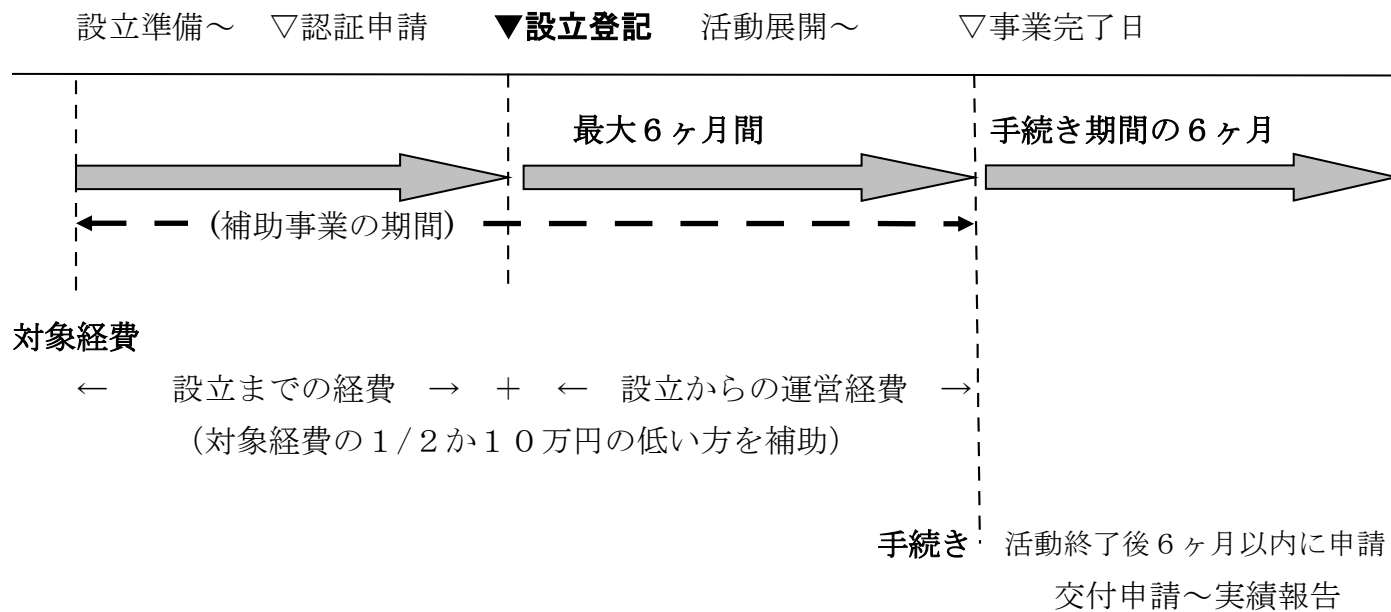 設立準備～　▽認証申請　▼設立登記　活動展開～　▽事業完了日
最大６ヶ月間　手続き期間の６ヶ月
(補助事業の期間)
対象経費
←　設立までの経費　→　＋　←　設立からの運営経費　→
（対象経費の１/２か１０万円の低い方を補助）
手続き　活動終了後６ヶ月以内に申請
交付申請～実績報告